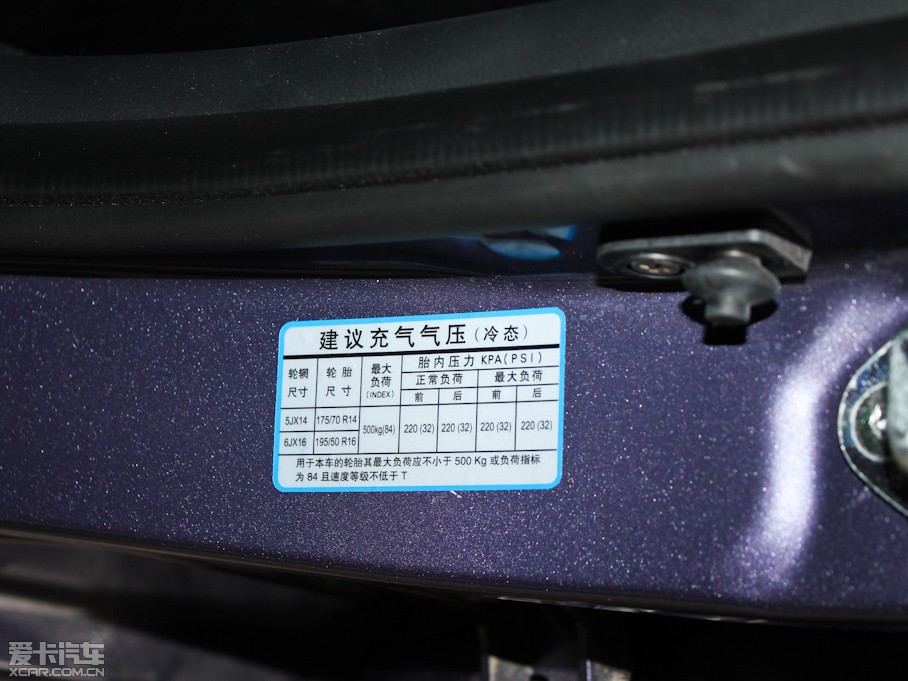 建议充气气压(冷态)
轮辋尺寸 轮胎尺寸 最大负荷(INDEX) 胎内压力 KPA(PSI)
正常负荷 最大负荷
前 后 前 后
5JX14 175/70 R14 500kg(84) 220 (32) 220 (32) 220 (32) 220 (32)
6JX16 195/50 R16
用于本车的轮胎其最大负荷应不小于 500 Kg 或负荷指标
为 84 且速度等级不低于 T
爱卡汽车
XCAR.COM.CN